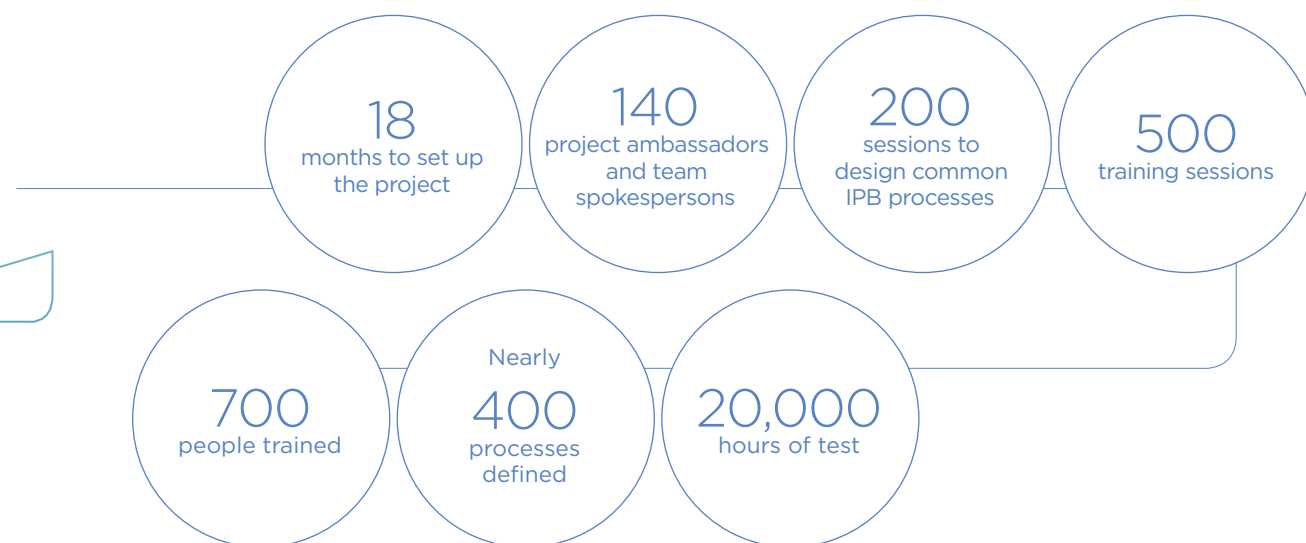 18
months to set up
the project
140
project ambassadors
and team
spokespersons
200
sessions to
design common
IPB processes
500
training sessions
700
people trained
Nearly
400
processes
defined
20,000
hours of test